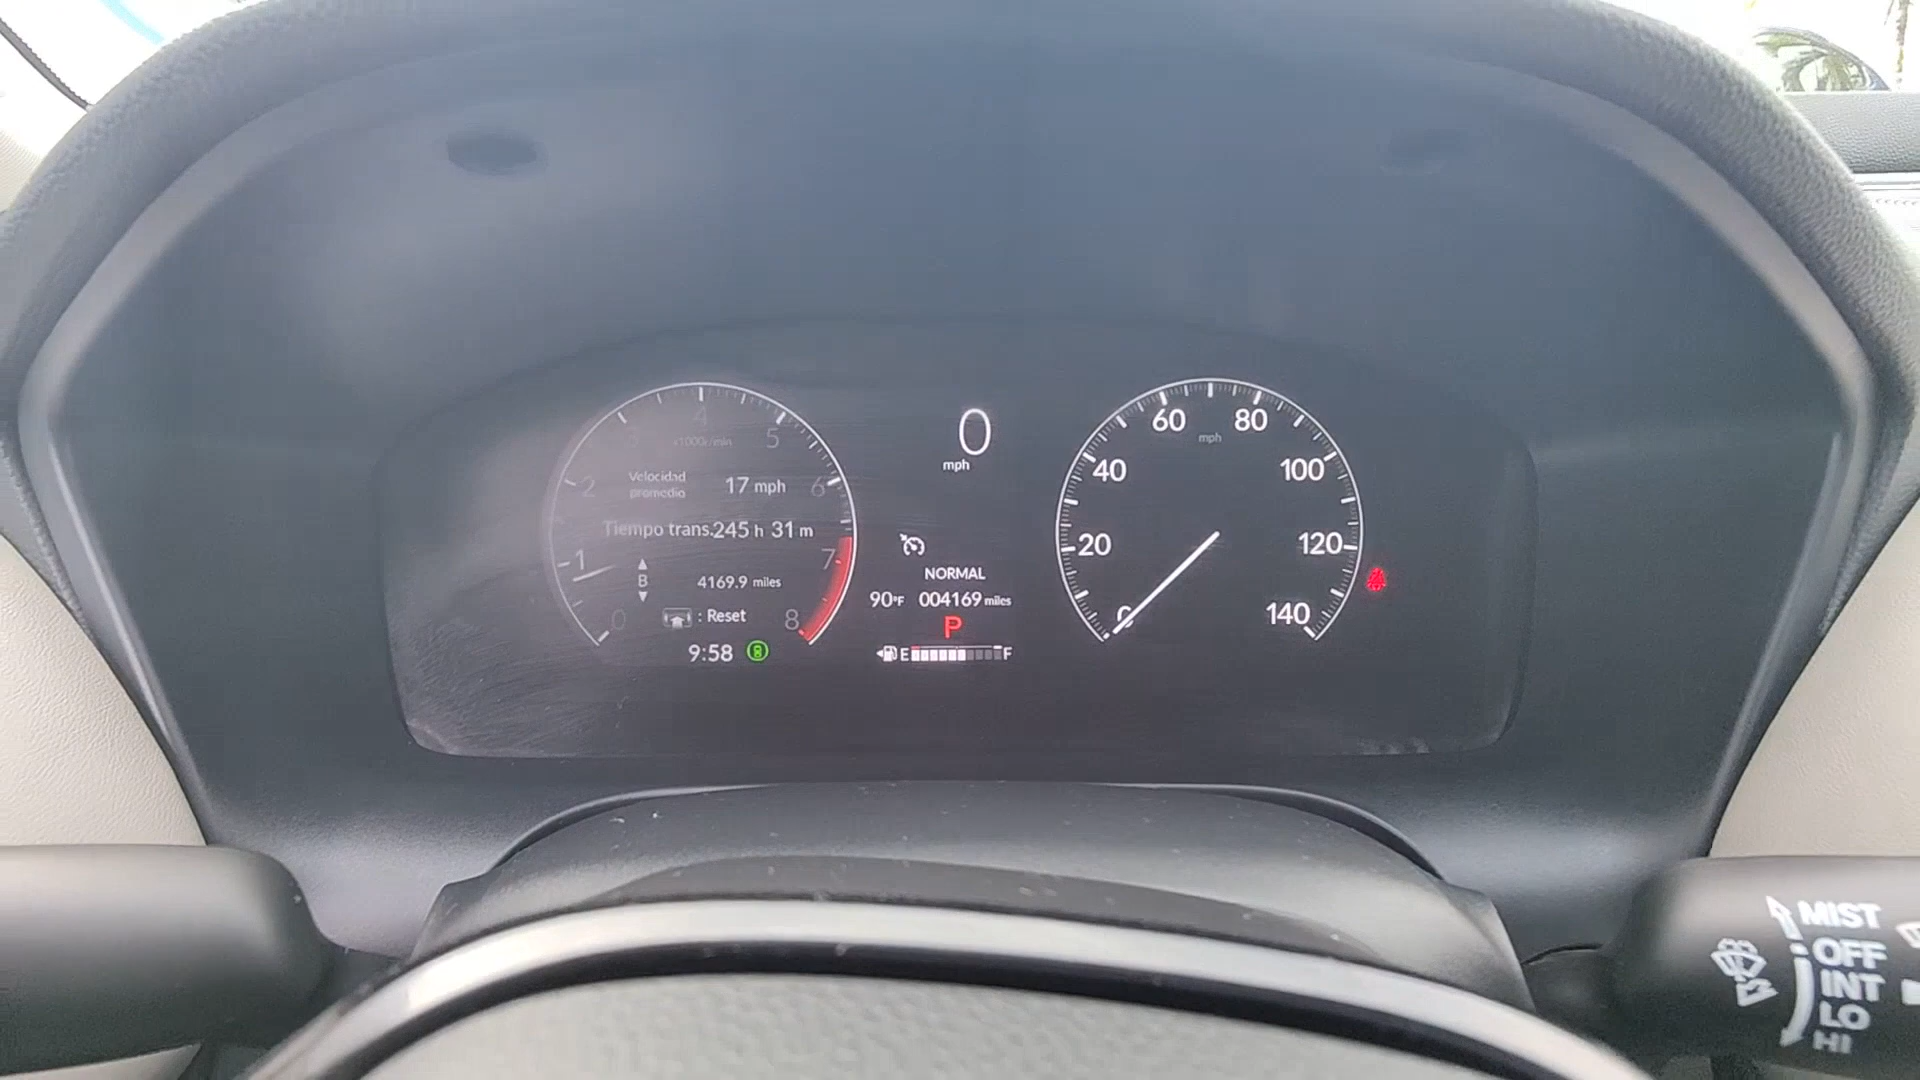 4
3
x1000r/min
5
2
Velocidad
promedio
17 mph
6
Tiempo trans. 245 h 31 m
1
7
B
4169.9 miles
0
: Reset
8
9:58
0
mph
NORMAL
90°F 004169 miles
P
E F
60 80
mph
40 100
20 120
0 140
MIST
OFF
INT
LO
HI